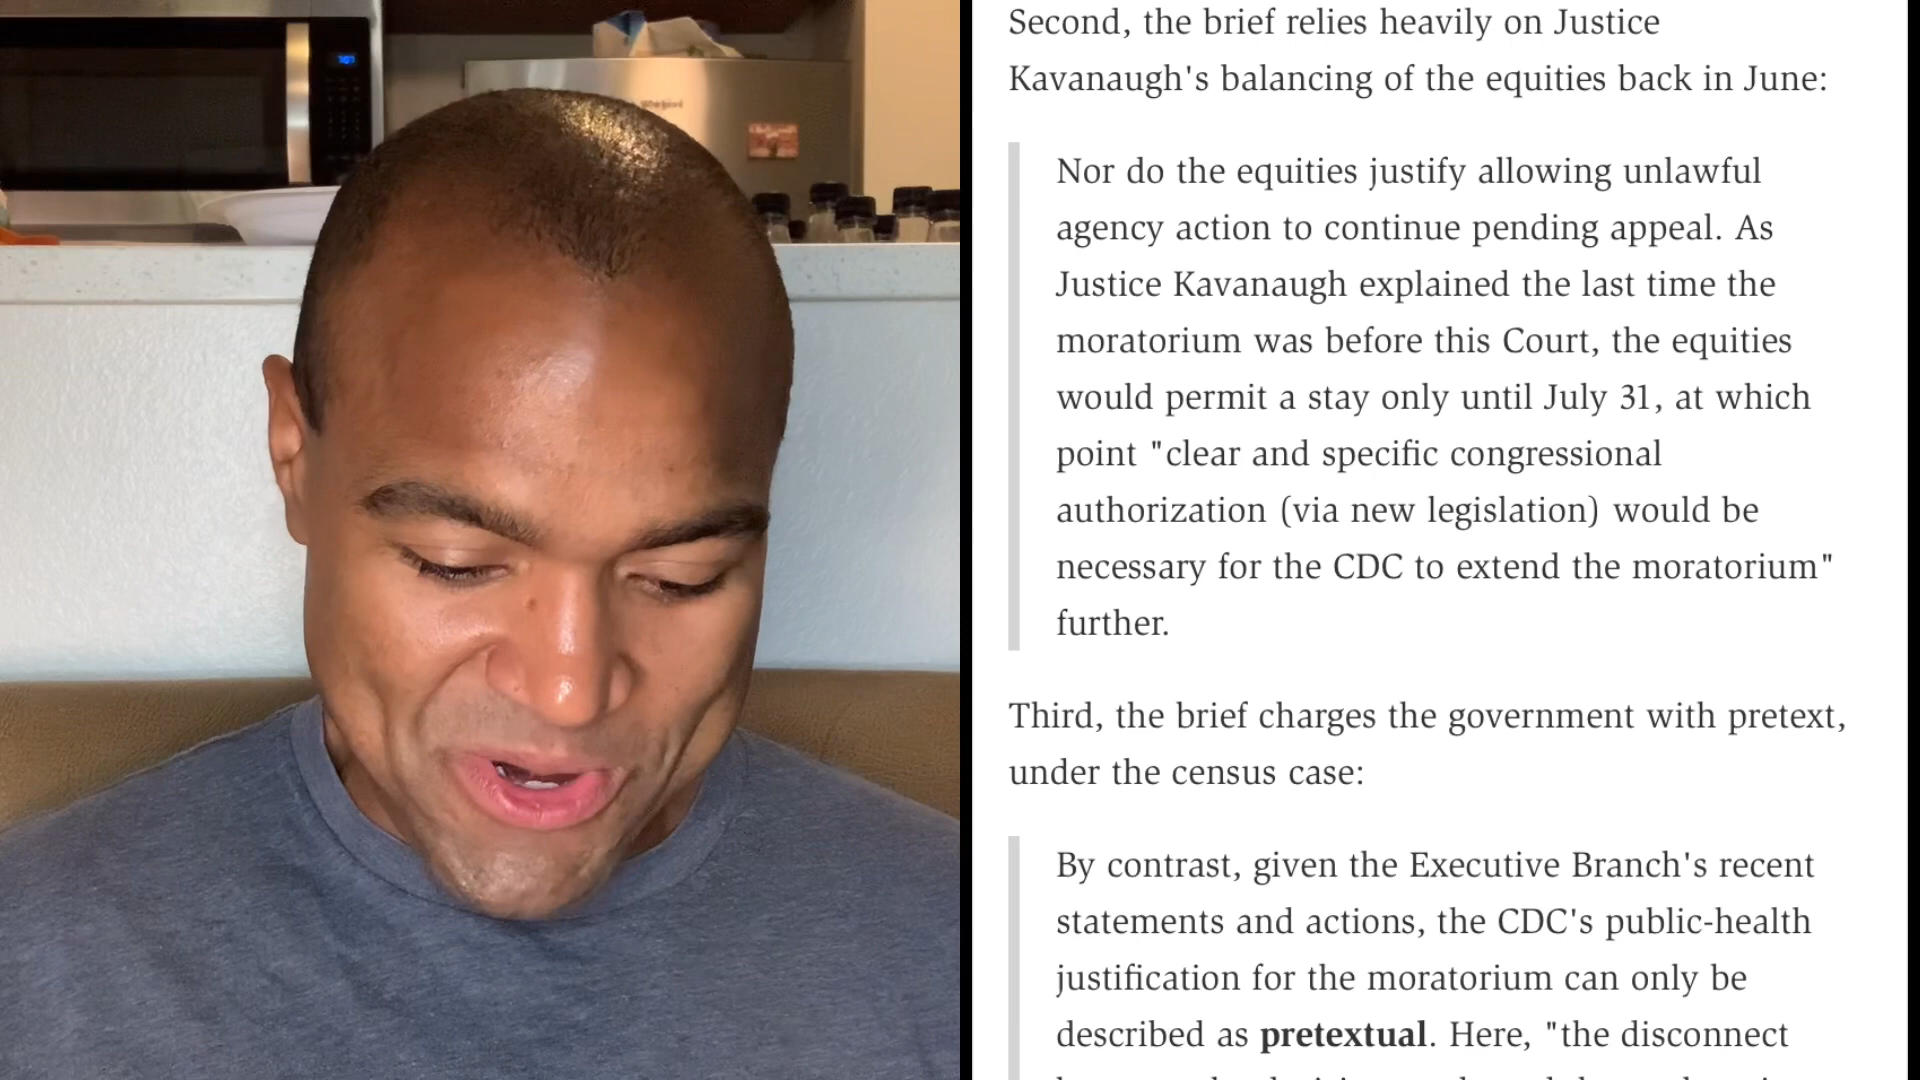 Second, the brief relies heavily on Justice
Kavanaugh's balancing of the equities back in June:
Nor do the equities justify allowing unlawful
agency action to continue pending appeal. As
Justice Kavanaugh explained the last time the
moratorium was before this Court, the equities
would permit a stay only until July 31, at which
point "clear and specific congressional
authorization (via new legislation) would be
necessary for the CDC to extend the moratorium"
further.
Third, the brief charges the government with pretext,
under the census case:
By contrast, given the Executive Branch's recent
statements and actions, the CDC's public-health
justification for the moratorium can only be
described as pretextual. Here, "the disconnect